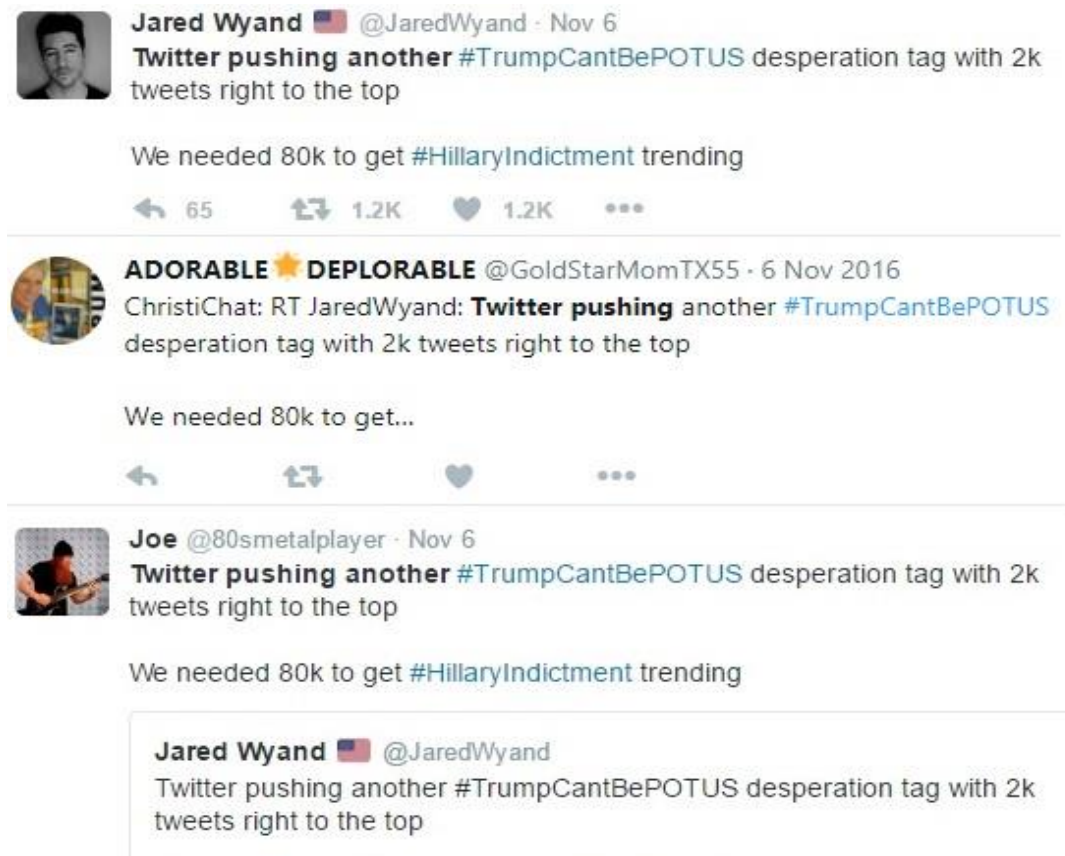 Jared Wyand @JaredWyand · Nov 6
Twitter pushing another #TrumpCantBePOTUS desperation tag with 2k
tweets right to the top
We needed 80k to get #HillaryIndictment trending
65 1.2K 1.2K
ADORABLE DEPLORABLE @GoldStarMomTX55 · 6 Nov 2016
ChristiChat: RT JaredWyand: Twitter pushing another #TrumpCantBePOTUS
desperation tag with 2k tweets right to the top
We needed 80k to get...
Joe @80smetalplayer · Nov 6
Twitter pushing another #TrumpCantBePOTUS desperation tag with 2k
tweets right to the top
We needed 80k to get #HillaryIndictment trending
Jared Wyand @JaredWyand
Twitter pushing another #TrumpCantBePOTUS desperation tag with 2k
tweets right to the top